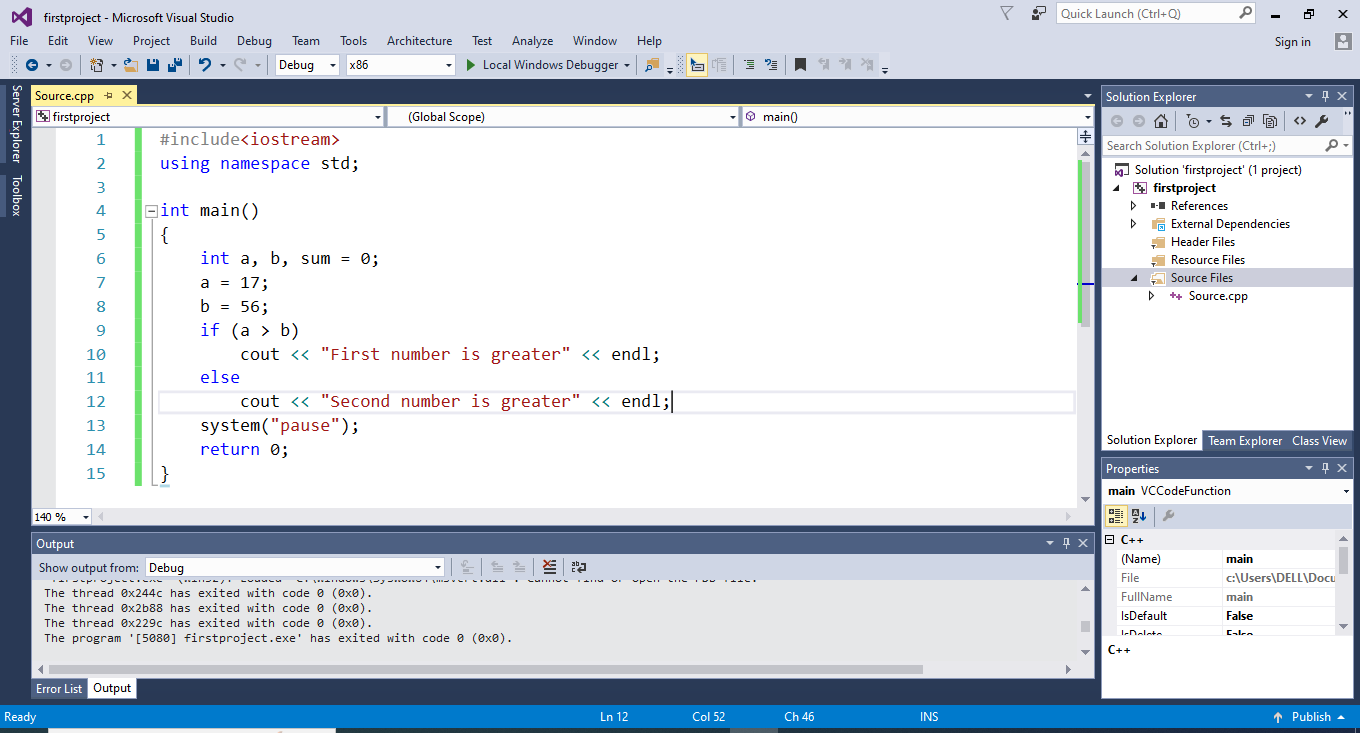 firstproject - Microsoft Visual Studio
Quick Launch (Ctrl+Q)
File Edit View Project Build Debug Team Tools Architecture Test Analyze Window Help
Sign in
Debug x86 Local Windows Debugger
Server Explorer
Toolbox
Source.cpp
firstproject (Global Scope) main()
1 #include<iostream>
2 using namespace std;
3
4 int main()
5 {
6 int a, b, sum = 0;
7 a = 17;
8 b = 56;
9 if (a > b)
10 cout << "First number is greater" << endl;
11 else
12 cout << "Second number is greater" << endl;
13 system("pause");
14 return 0;
15 }
140 %
Output
Show output from: Debug
The thread 0x244c has exited with code 0 (0x0).
The thread 0x2b88 has exited with code 0 (0x0).
The thread 0x229c has exited with code 0 (0x0).
The program '[5080] firstproject.exe' has exited with code 0 (0x0).
Error List Output
Solution Explorer
Search Solution Explorer (Ctrl+;)
Solution 'firstproject' (1 project)
firstproject
References
External Dependencies
Header Files
Resource Files
Source Files
Source.cpp
Solution Explorer Team Explorer Class View
Properties
main VCCodeFunction
C++
(Name) main
File c:\Users\DELL\Docu
FullName main
IsDefault False
IsDelete False
C++
Ready Ln 12 Col 52 Ch 46 INS Publish